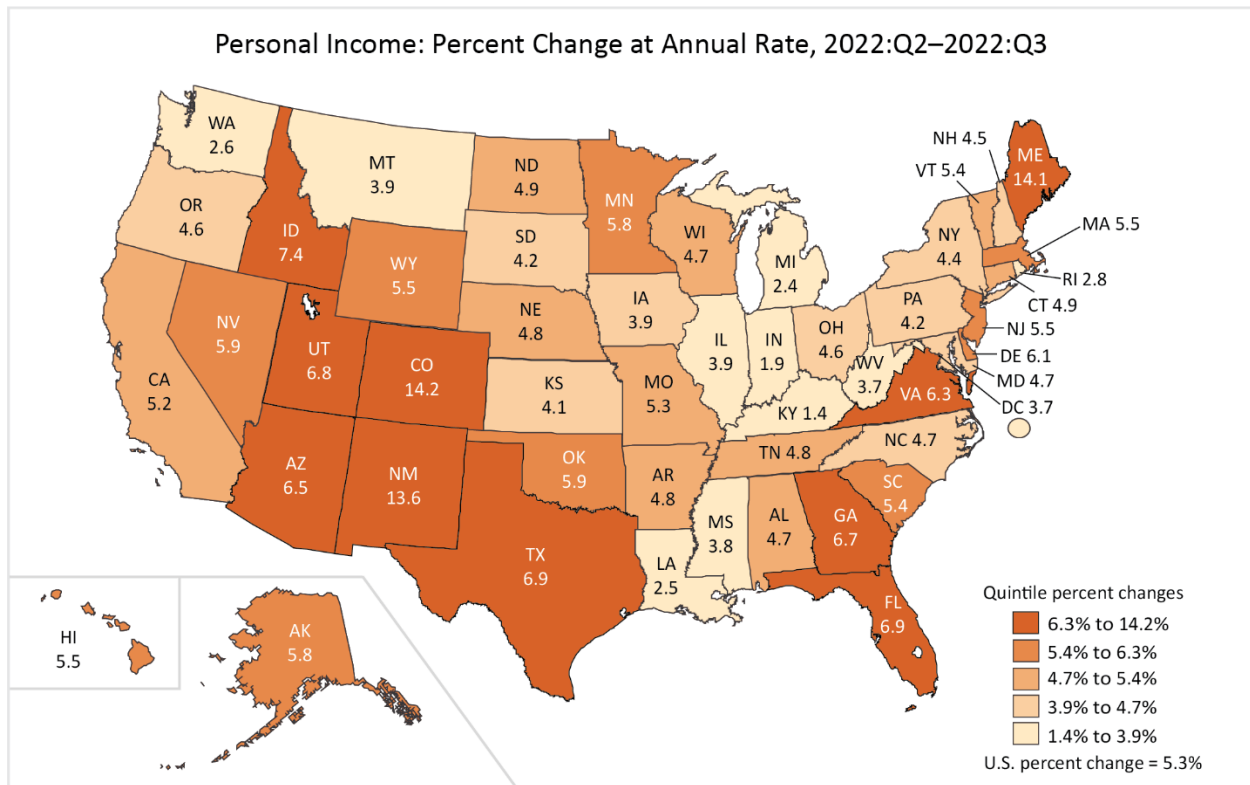 Personal Income: Percent Change at Annual Rate, 2022:Q2–2022:Q3
WA
2.6
MT
3.9
ND
4.9
MN
5.8
NH 4.5
VT 5.4
ME
14.1
OR
4.6
ID
7.4
WY
5.5
SD
4.2
WI
4.7
MI
2.4
NY
4.4
MA 5.5
RI 2.8
CT 4.9
NJ 5.5
DE 6.1
MD 4.7
DC 3.7
NV
5.9
UT
6.8
CO
14.2
NE
4.8
IA
3.9
IL
3.9
IN
1.9
OH
4.6
PA
4.2
WV
3.7
VA 6.3
CA
5.2
KS
4.1
MO
5.3
KY 1.4
AZ
6.5
NM
13.6
OK
5.9
AR
4.8
TN 4.8
NC 4.7
SC
5.4
TX
6.9
LA
2.5
MS
3.8
AL
4.7
GA
6.7
FL
6.9
HI
5.5
AK
5.8
Quintile percent changes
6.3% to 14.2%
5.4% to 6.3%
4.7% to 5.4%
3.9% to 4.7%
1.4% to 3.9%
U.S. percent change = 5.3%